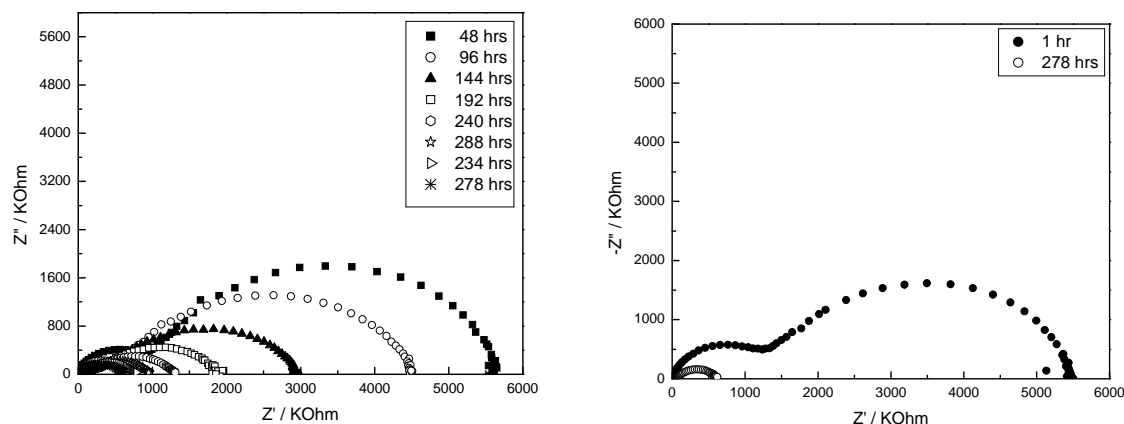 5600
4800
4000
3200
2400
1600
800
0
0 1000 2000 3000 4000 5000 6000
Z" / KOhm
Z' / KOhm
48 hrs
96 hrs
144 hrs
192 hrs
240 hrs
288 hrs
234 hrs
278 hrs
6000
5000
4000
3000
2000
1000
0
0 1000 2000 3000 4000 5000 6000
-Z" / KOhm
Z' / KOhm
1 hr
278 hrs